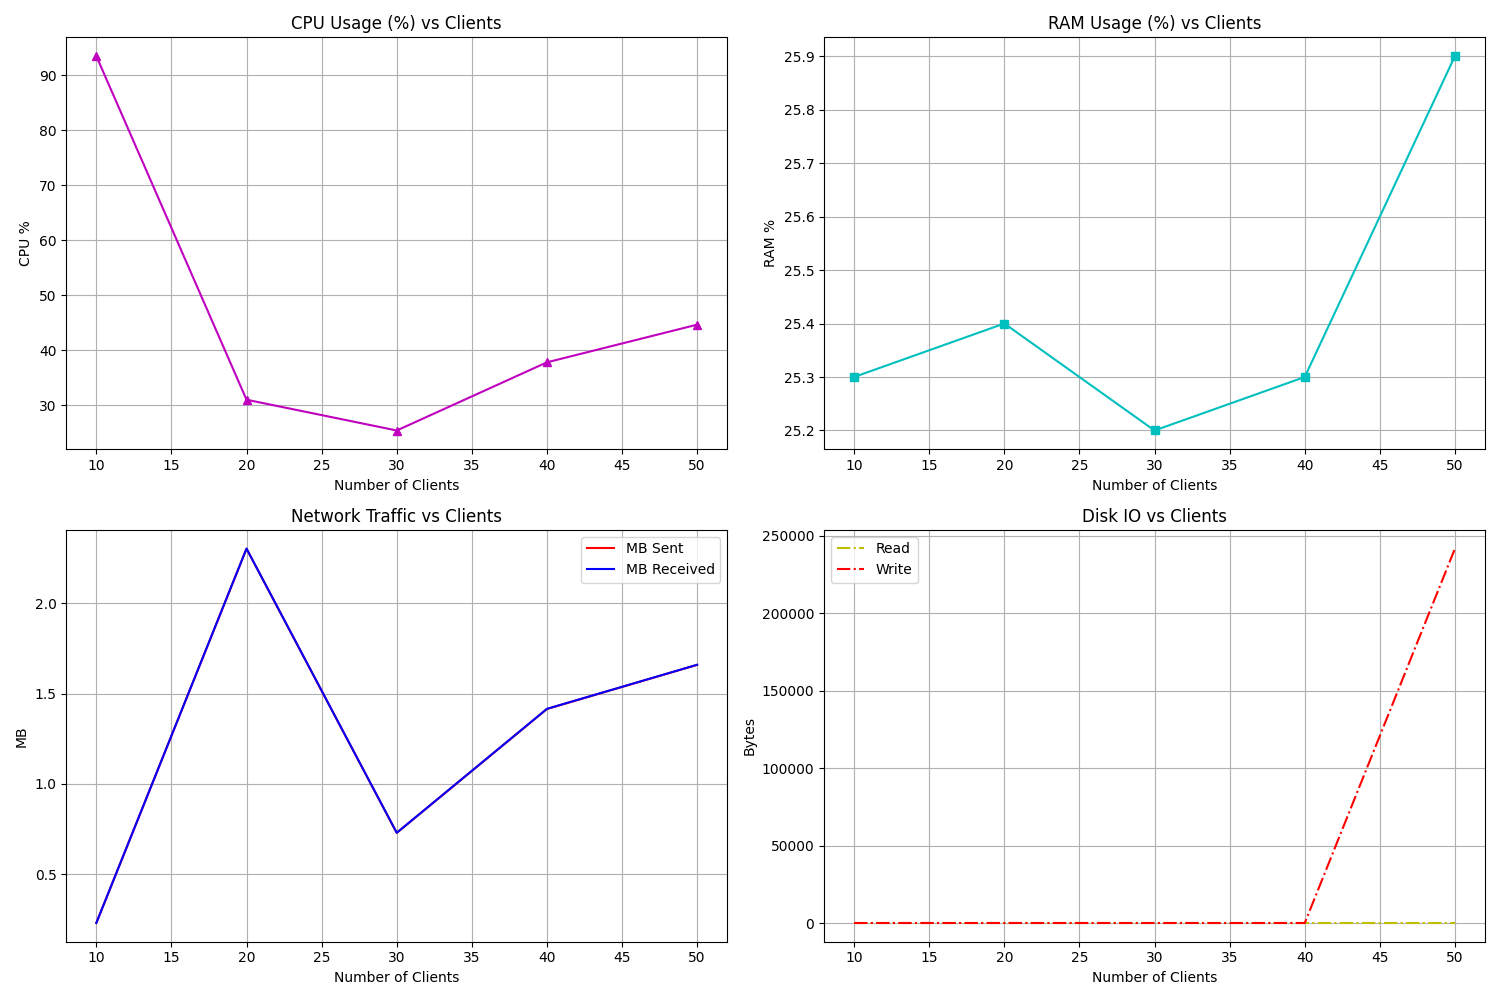 CPU Usage (%) vs Clients
CPU %
90
80
70
60
50
40
30
10 15 20 25 30 35 40 45 50
Number of Clients
RAM Usage (%) vs Clients
RAM %
25.9
25.8
25.7
25.6
25.5
25.4
25.3
25.2
10 15 20 25 30 35 40 45 50
Number of Clients
Network Traffic vs Clients
MB Sent
MB Received
MB
2.0
1.5
1.0
0.5
10 15 20 25 30 35 40 45 50
Number of Clients
Disk IO vs Clients
Read
Write
Bytes
250000
200000
150000
100000
50000
0
10 15 20 25 30 35 40 45 50
Number of Clients